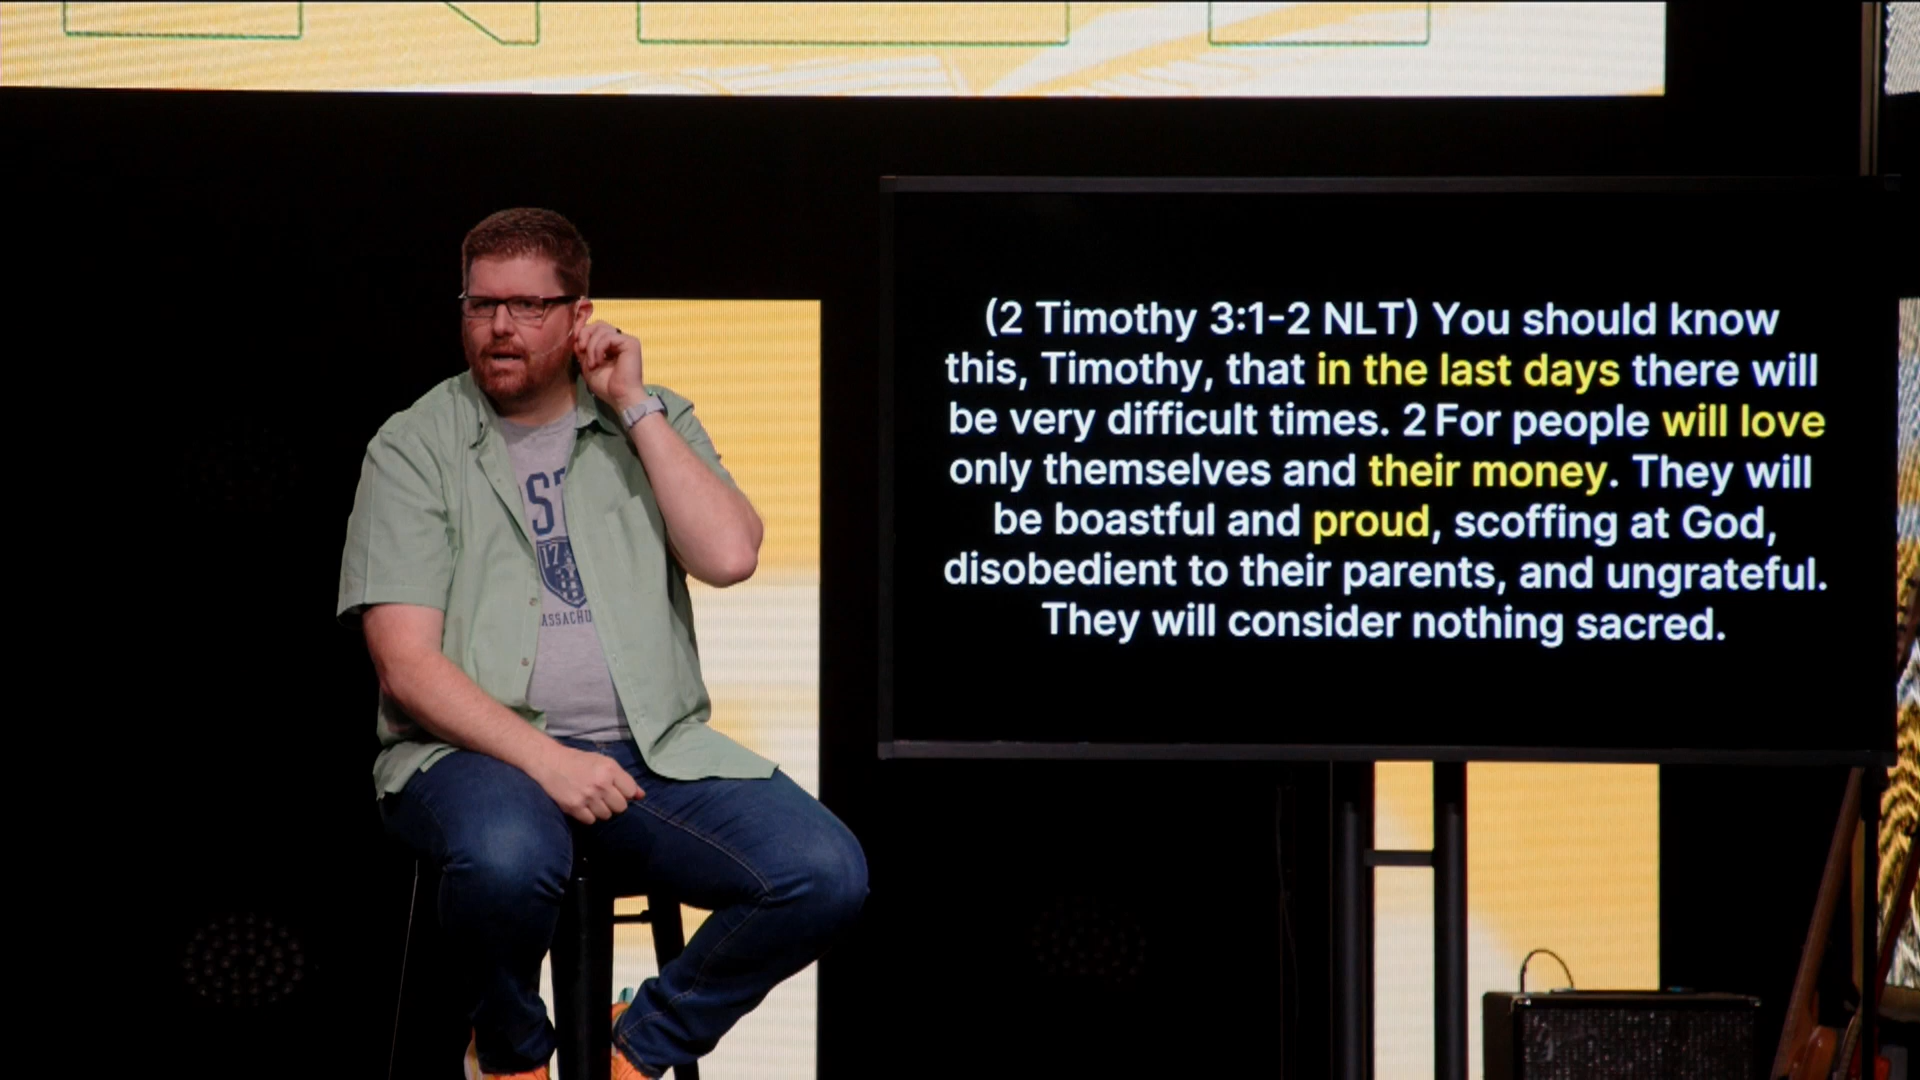 (2 Timothy 3:1-2 NLT) You should know
this, Timothy, that in the last days there will
be very difficult times. 2 For people will love
only themselves and their money. They will
be boastful and proud, scoffing at God,
disobedient to their parents, and ungrateful.
They will consider nothing sacred.
17